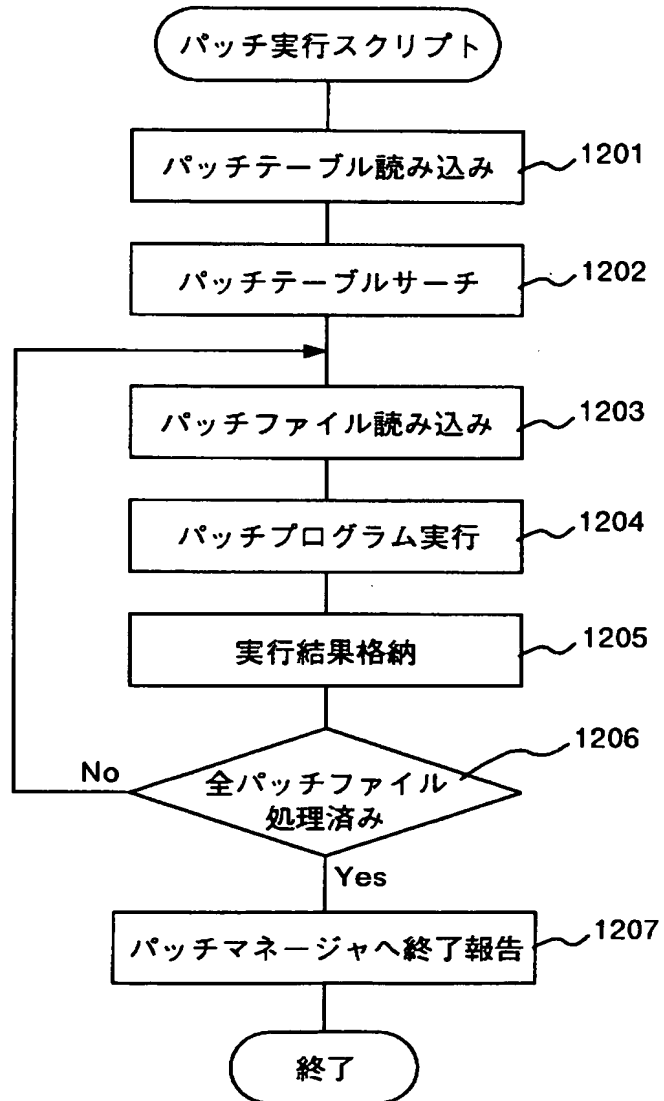 パッチ実行スクリプト
パッチテーブル読み込み
1201
パッチテーブルサーチ
1202
パッチファイル読み込み
1203
パッチプログラム実行
1204
実行結果格納
1205
1206
No
全パッチファイル
処理済み
Yes
パッチマネージャへ終了報告
1207
終了